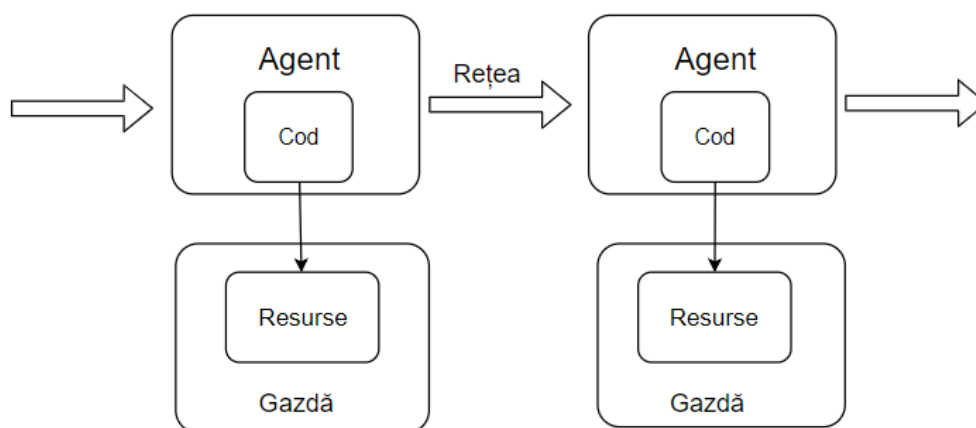 Agent
Rețea
Agent
Cod
Cod
Resurse
Resurse
Gazdă
Gazdă